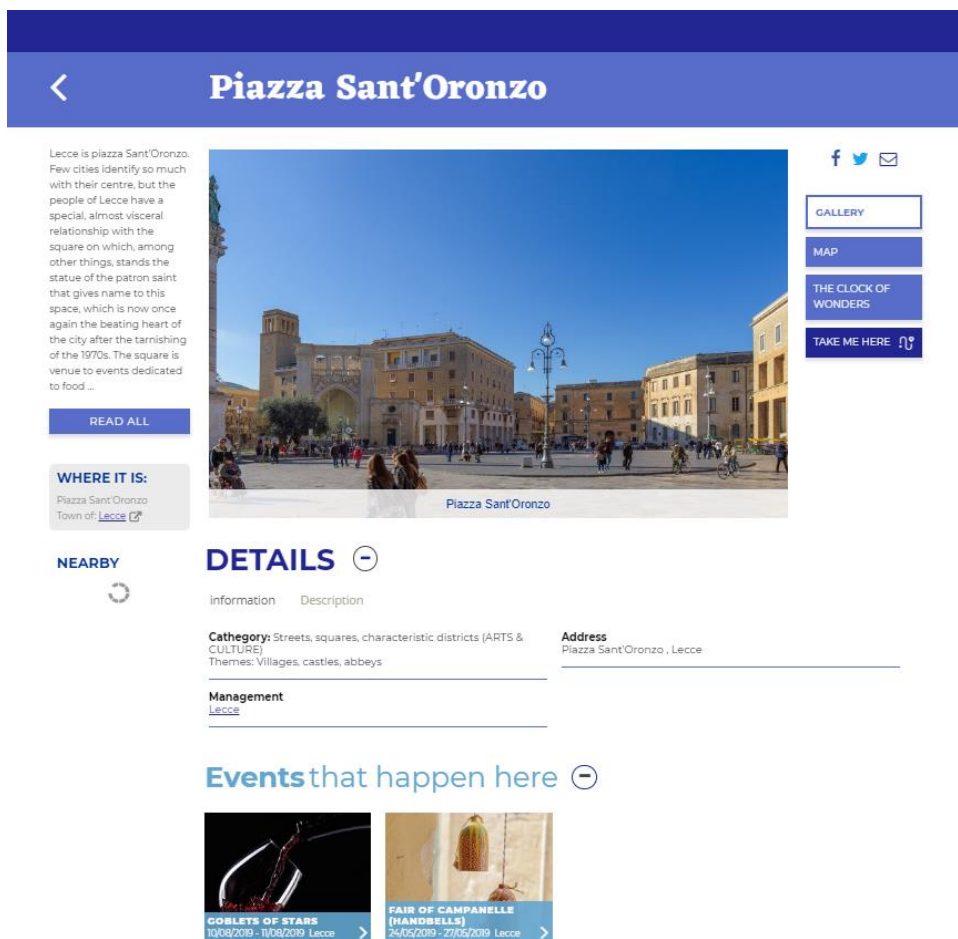 Piazza Sant'Oronzo
Lecce is piazza Sant'Oronzo.
Few cities identify so much
with their centre, but the
people of Lecce have a
special, almost visceral
relationship with the
square on which, among
other things, stands the
statue of the patron saint
that gives name to this
space, which is now once
again the beating heart of
the city after the tarnishing
of the 1970s. The square is
venue to events dedicated
to food ...
READ ALL
WHERE IT IS:
Piazza Sant'Oronzo
Town of: Lecce
NEARBY
Piazza Sant'Oronzo
GALLERY
MAP
THE CLOCK OF
WONDERS
TAKE ME HERE
DETAILS
information Description
Cathegory: Streets, squares, characteristic districts (ARTS &
CULTURE)
Themes: Villages, castles, abbeys
Address
Piazza Sant'Oronzo , Lecce
Management
Lecce
Events that happen here
GOBLETS OF STARS
10/08/2019 - 11/08/2019 Lecce
FAIR OF CAMPANELLE
(HANDBELLS)
24/05/2019 - 27/05/2019 Lecce